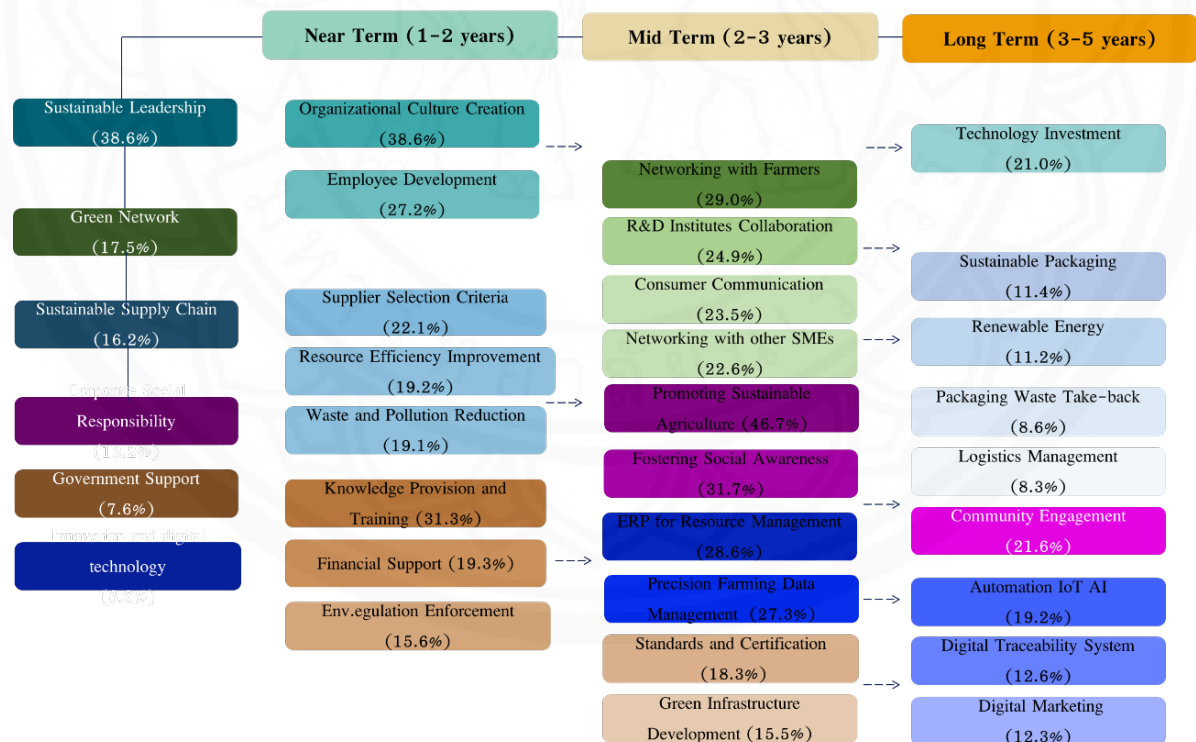 Near Term (1-2 years)
Mid Term (2-3 years)
Long Term (3-5 years)
Sustainable Leadership
(38.6%)
Green Network
(17.5%)
Sustainable Supply Chain
(16.2%)
Corporate Social
Responsibility
(13.2%)
Government Support
(7.6%)
Innovation and digital
technology
Organizational Culture Creation
(38.6%)
Employee Development
(27.2%)
Supplier Selection Criteria
(22.1%)
Resource Efficiency Improvement
(19.2%)
Waste and Pollution Reduction
(19.1%)
Knowledge Provision and
Training (31.3%)
Financial Support (19.3%)
Env.egulation Enforcement
(15.6%)
Networking with Farmers
(29.0%)
R&D Institutes Collaboration
(24.9%)
Consumer Communication
(23.5%)
Networking with other SMEs
(22.6%)
Promoting Sustainable
Agriculture (46.7%)
Fostering Social Awareness
(31.7%)
ERP for Resource Management
(28.6%)
Precision Farming Data
Management (27.3%)
Standards and Certification
(18.3%)
Green Infrastructure
Development (15.5%)
Technology Investment
(21.0%)
Sustainable Packaging
(11.4%)
Renewable Energy
(11.2%)
Packaging Waste Take-back
(8.6%)
Logistics Management
(8.3%)
Community Engagement
(21.6%)
Automation IoT AI
(19.2%)
Digital Traceability System
(12.6%)
Digital Marketing
(12.3%)